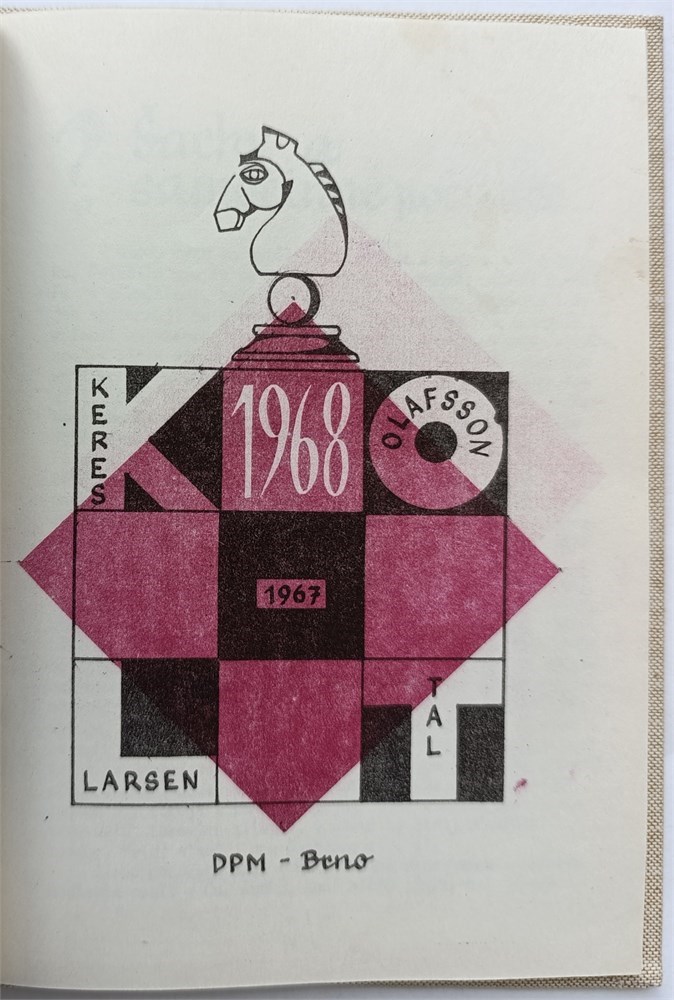 KERES
1968
OLAFSSON
1967
LARSEN
TAL
DPM - Brno